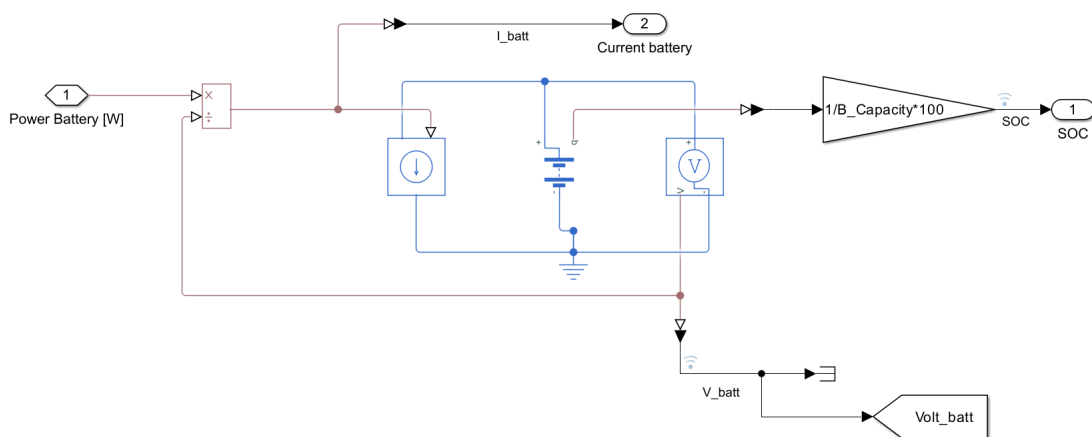 2
I_batt
Current battery
1
Power Battery [W]
×
÷
+
q
-
+
V
V
-
1/B_Capacity*100
SOC
1
SOC
V_batt
Volt_batt